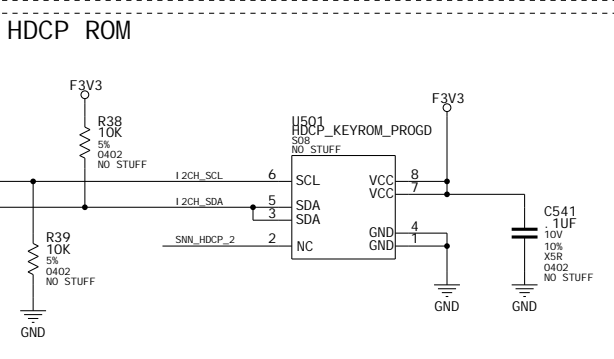 HDCP ROM
F3V3
R38
10K
5%
0402
NO STUFF
F3V3
U501
HDCP_KEYROM_PROGD
SO8
NO STUFF
I2CH_SCL
6
SCL
VCC
8
VCC
7
I2CH_SDA
5
SDA
3
SDA
GND
4
GND
1
SNN_HDCP_2
2
NC
R39
10K
5%
0402
NO STUFF
GND
GND
C541
.1UF
10V
10%
X5R
0402
NO STUFF
GND